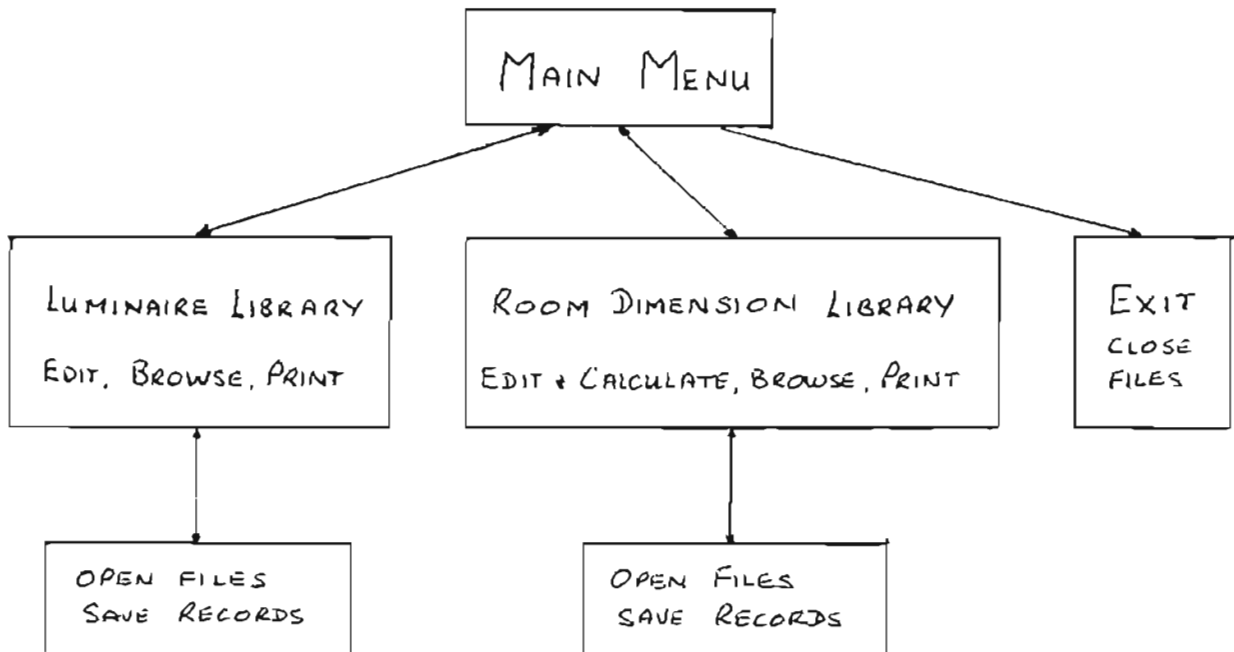 MAIN MENU
LUMINAIRE LIBRARY
EDIT, BROWSE, PRINT
ROOM DIMENSION LIBRARY
EDIT & CALCULATE, BROWSE, PRINT
EXIT
CLOSE
FILES
OPEN FILES
SAVE RECORDS
OPEN FILES
SAVE RECORDS